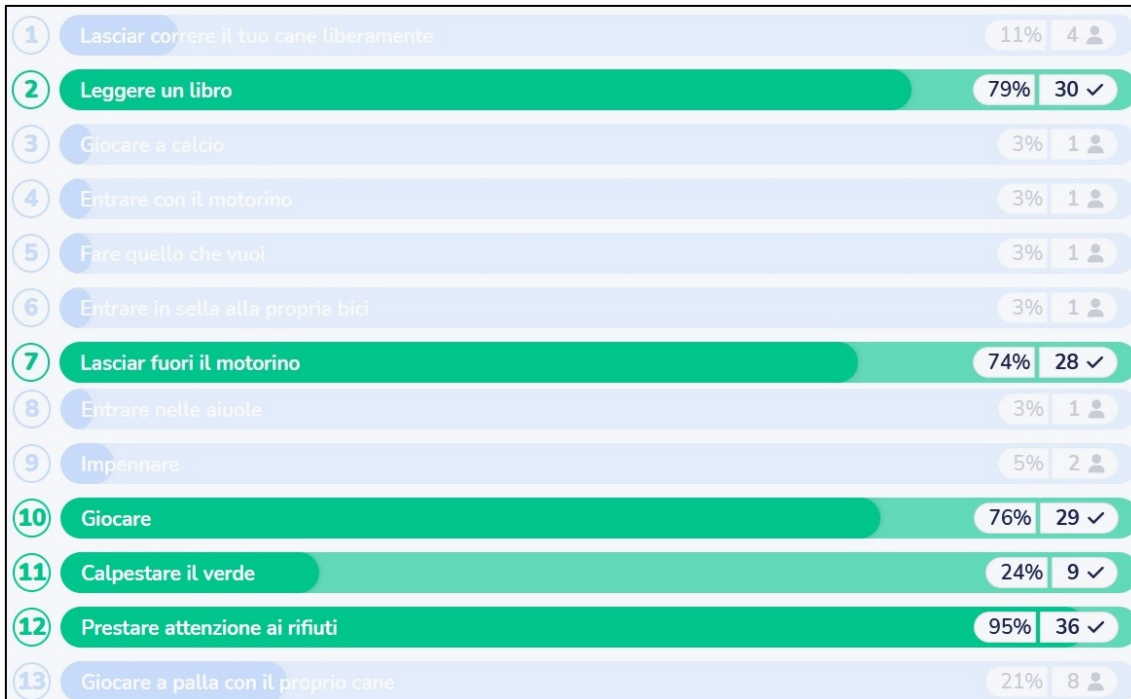 1 Lasciar correre il tuo cane liberamente 11% 4
2 Leggere un libro 79% 30
3 Giocare a calcio 3% 1
4 Entrare con il motorino 3% 1
5 Fare quello che vuoi 3% 1
6 Entrare in sella alla propria bici 3% 1
7 Lasciar fuori il motorino 74% 28
8 Entrare nelle aiuole 3% 1
9 Impennare 5% 2
10 Giocare 76% 29
11 Calpestare il verde 24% 9
12 Prestare attenzione ai rifiuti 95% 36
13 Giocare a palla con il proprio cane 21% 8